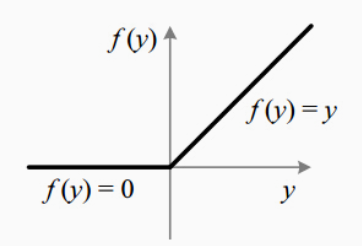 f(y)
f(y) = y
f(y) = 0
y